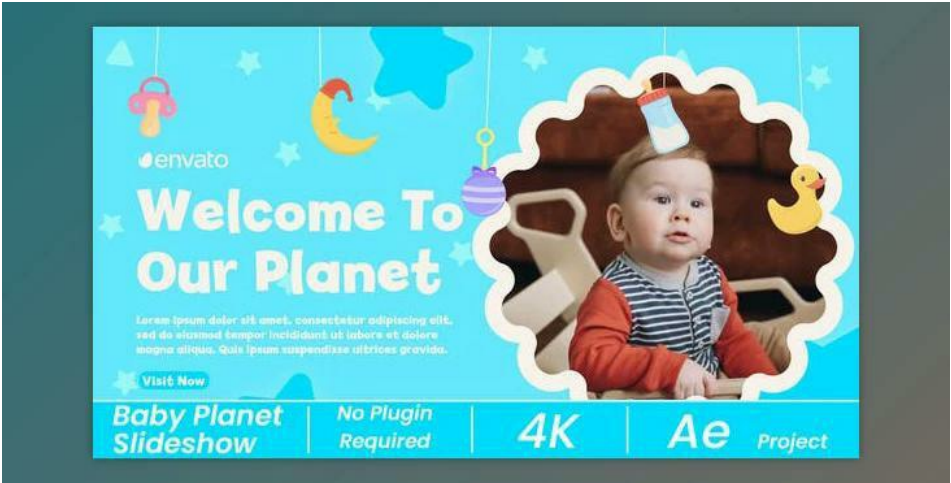 envato
Welcome To
Our Planet
Lorem ipsum dolor sit amet, consectetur adipiscing elit,
sed do eiusmod tempor incididunt ut labore et dolore
magna aliqua. Quis ipsum suspendisse ultrices gravida.
Visit Now
Baby Planet
Slideshow
No Plugin
Required
4K
Ae Project